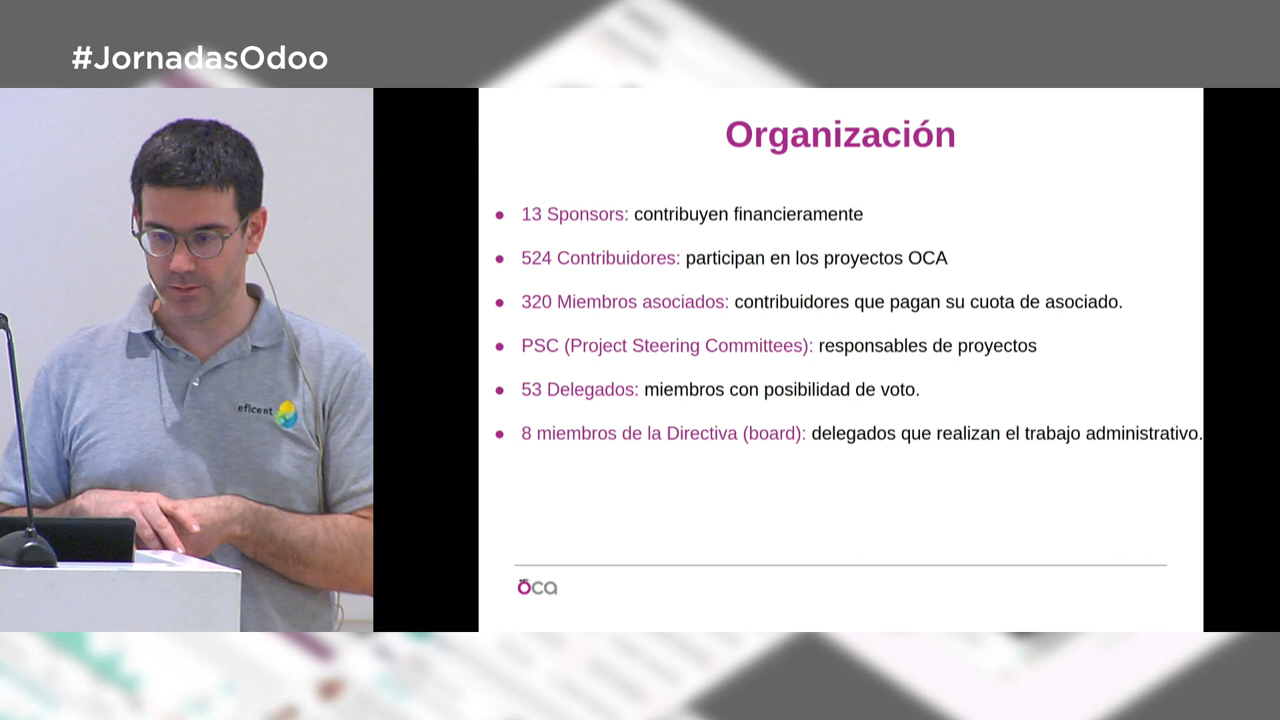 #JornadasOdoo
Organización
13 Sponsors: contribuyen financieramente
524 Contribuidores: participan en los proyectos OCA
320 Miembros asociados: contribuidores que pagan su cuota de asociado.
PSC (Project Steering Committees): responsables de proyectos
53 Delegados: miembros con posibilidad de voto.
8 miembros de la Directiva (board): delegados que realizan el trabajo administrativo.
eficent
oca